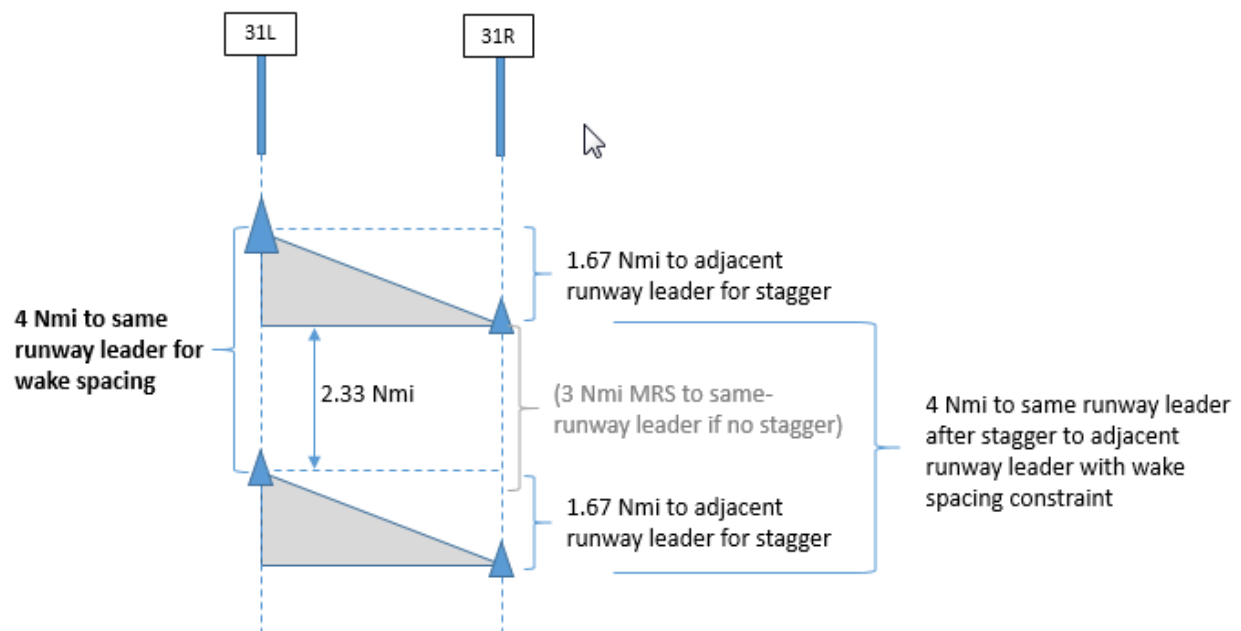 31L
31R
1.67 Nmi to adjacent
runway leader for stagger
4 Nmi to same
runway leader for
wake spacing
2.33 Nmi
(3 Nmi MRS to same-
runway leader if no stagger)
4 Nmi to same runway leader
after stagger to adjacent
runway leader with wake
spacing constraint
1.67 Nmi to adjacent
runway leader for stagger